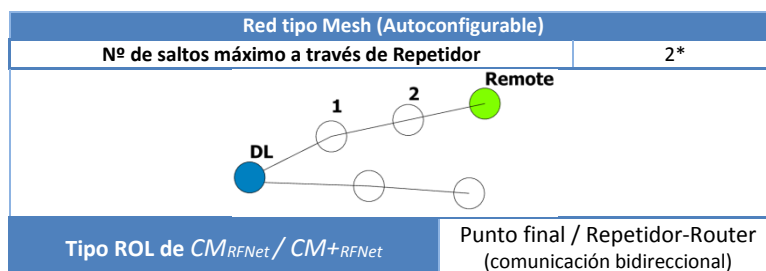 Red tipo Mesh (Autoconfigurable)
Nº de saltos máximo a través de Repetidor 2*
Remote
2
1
DL
Tipo ROL de CMRFNet / CM+RFNet
Punto final / Repetidor-Router
(comunicación bidireccional)